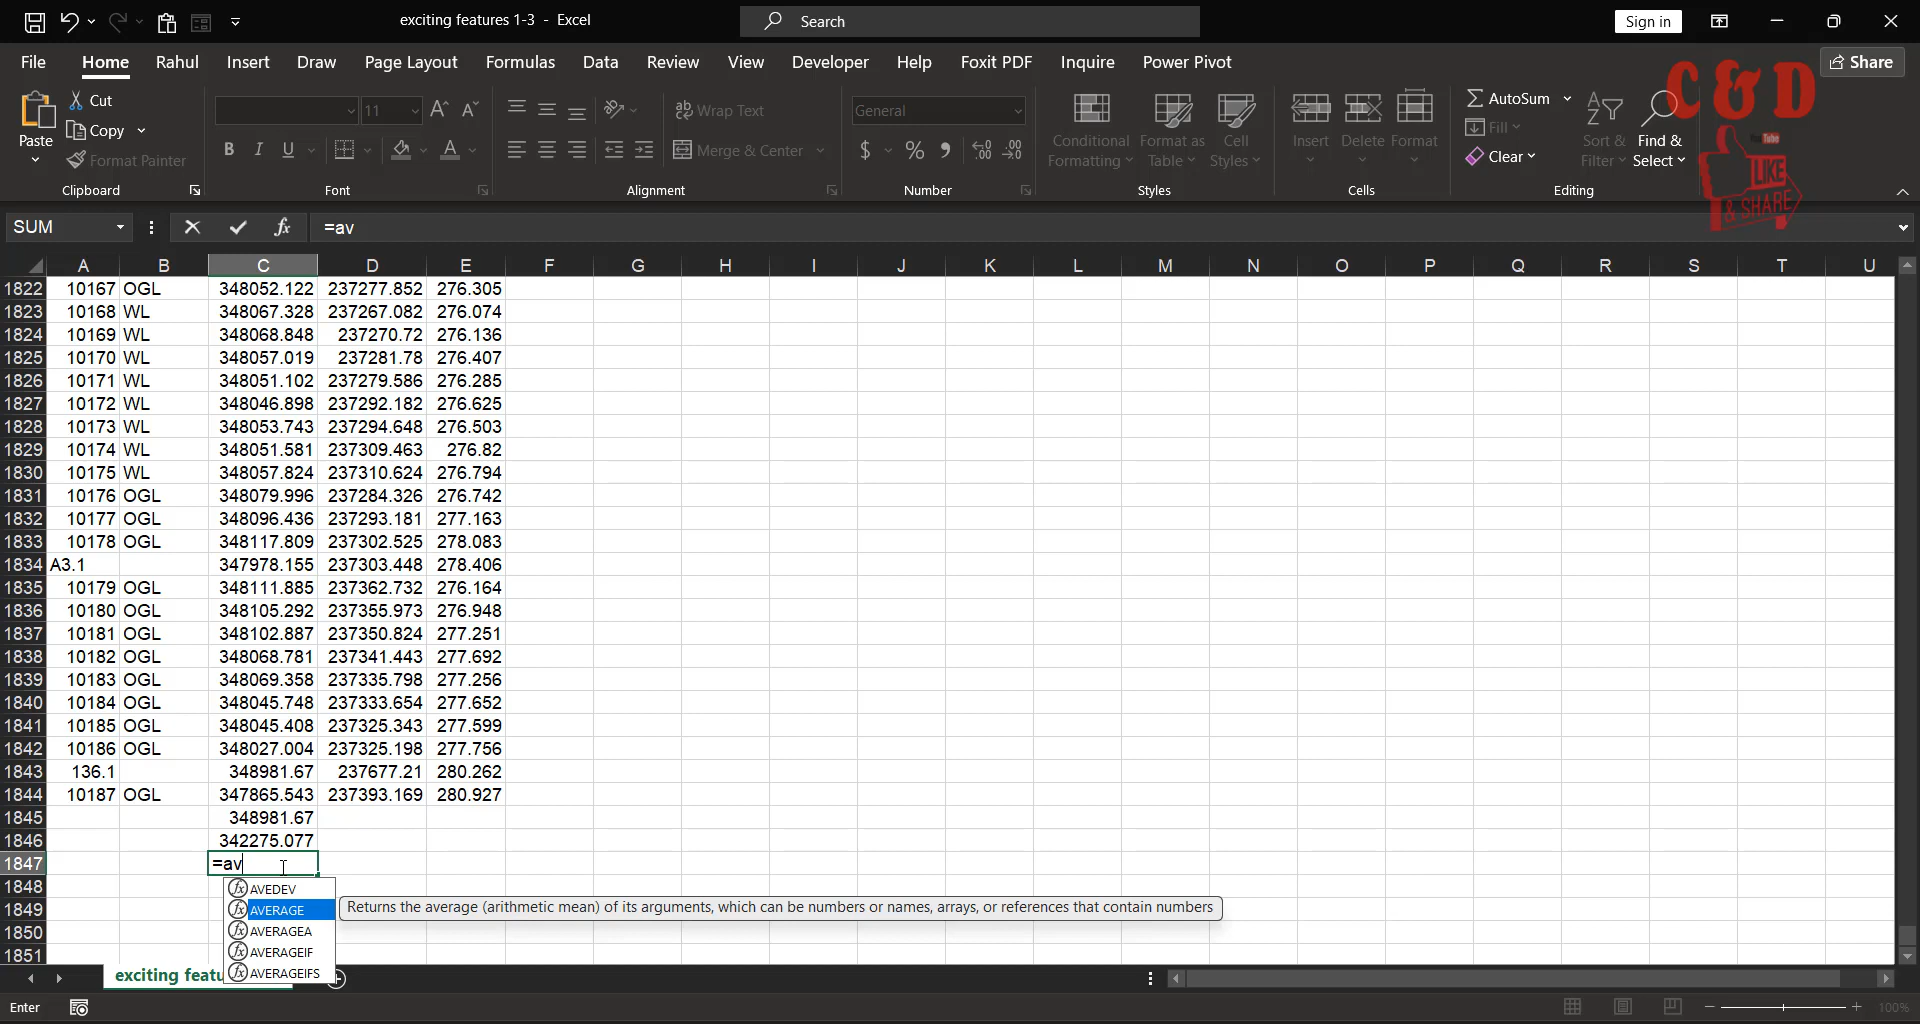 exciting features 1-3 - Excel
Search
Sign in
File Home Rahul Insert Draw Page Layout Formulas Data Review View Developer Help Foxit PDF Inquire Power Pivot
Share
C & D
YouTube
LIKE
& SHARE
Paste
Cut
Copy
Format Painter
Clipboard
11
B I U
Font
Wrap Text
Merge & Center
Alignment
General
$ % ,
Number
Conditional Formatting
Format as Table
Cell Styles
Styles
Insert
Delete
Format
Cells
AutoSum
Fill
Clear
Sort & Filter
Find & Select
Editing
SUM
fx
=av
A B C D E F G H I J K L M N O P Q R S T U
1822 10167 OGL 348052.122 237277.852 276.305
1823 10168 WL 348067.328 237267.082 276.074
1824 10169 WL 348068.848 237270.72 276.136
1825 10170 WL 348057.019 237281.78 276.407
1826 10171 WL 348051.102 237279.586 276.285
1827 10172 WL 348046.898 237292.182 276.625
1828 10173 WL 348053.743 237294.648 276.503
1829 10174 WL 348051.581 237309.463 276.82
1830 10175 WL 348057.824 237310.624 276.794
1831 10176 OGL 348079.996 237284.326 276.742
1832 10177 OGL 348096.436 237293.181 277.163
1833 10178 OGL 348117.809 237302.525 278.083
1834 A3.1 347978.155 237303.448 278.406
1835 10179 OGL 348111.885 237362.732 276.164
1836 10180 OGL 348105.292 237355.973 276.948
1837 10181 OGL 348102.887 237350.824 277.251
1838 10182 OGL 348068.781 237341.443 277.692
1839 10183 OGL 348069.358 237335.798 277.256
1840 10184 OGL 348045.748 237333.654 277.652
1841 10185 OGL 348045.408 237325.343 277.599
1842 10186 OGL 348027.004 237325.198 277.756
1843 136.1 348981.67 237677.21 280.262
1844 10187 OGL 347865.543 237393.169 280.927
1845 348981.67
1846 342275.077
1847 =av
1848
1849
1850
1851
fx AVEDEV
fx AVERAGE
fx AVERAGEA
fx AVERAGEIF
fx AVERAGEIFS
Returns the average (arithmetic mean) of its arguments, which can be numbers or names, arrays, or references that contain numbers
exciting featu
Enter
100%